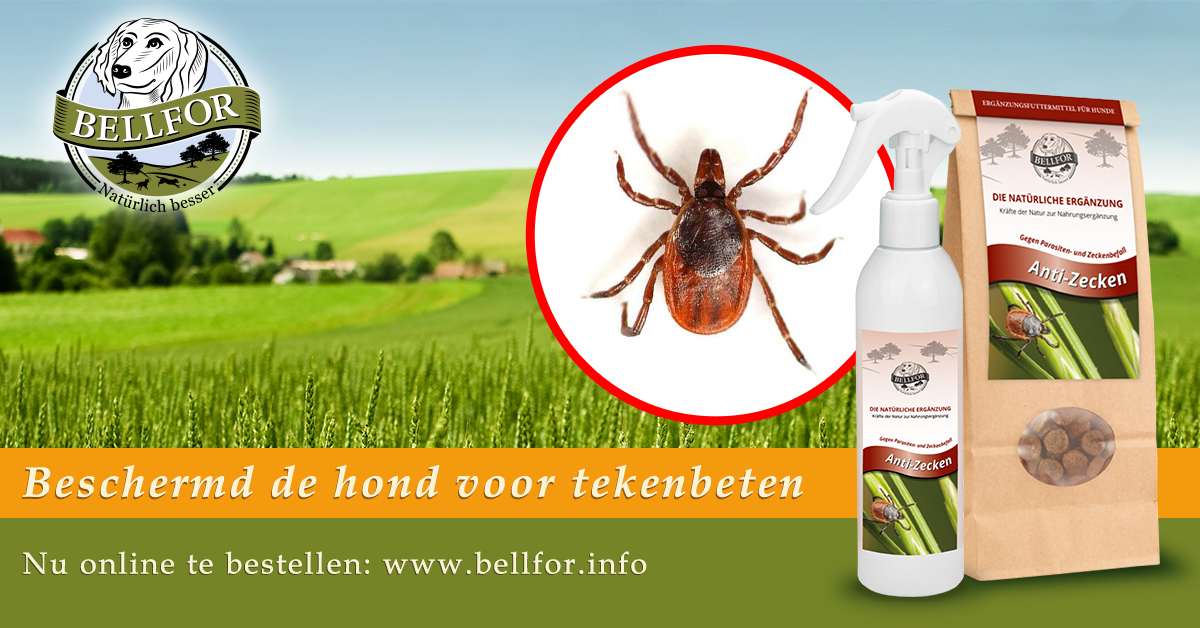 BELLFOR
Natürlich besser
ERGÄNZUNGSFUTTERMITTEL FÜR HUNDE
BELLFOR
DIE NATÜRLICHE ERGÄNZUNG
Kräfte der Natur zur Nahrungsergänzung
Gegen Parasiten- und Zeckenbefall
Anti-Zecken
BELLFOR
DIE NATÜRLICHE ERGÄNZUNG
Kräfte der Natur zur Nahrungsergänzung
Gegen Parasiten- und Zeckenbefall
Anti-Zecken
Beschermd de hond voor tekenbeten
Nu online te bestellen: www.bellfor.info